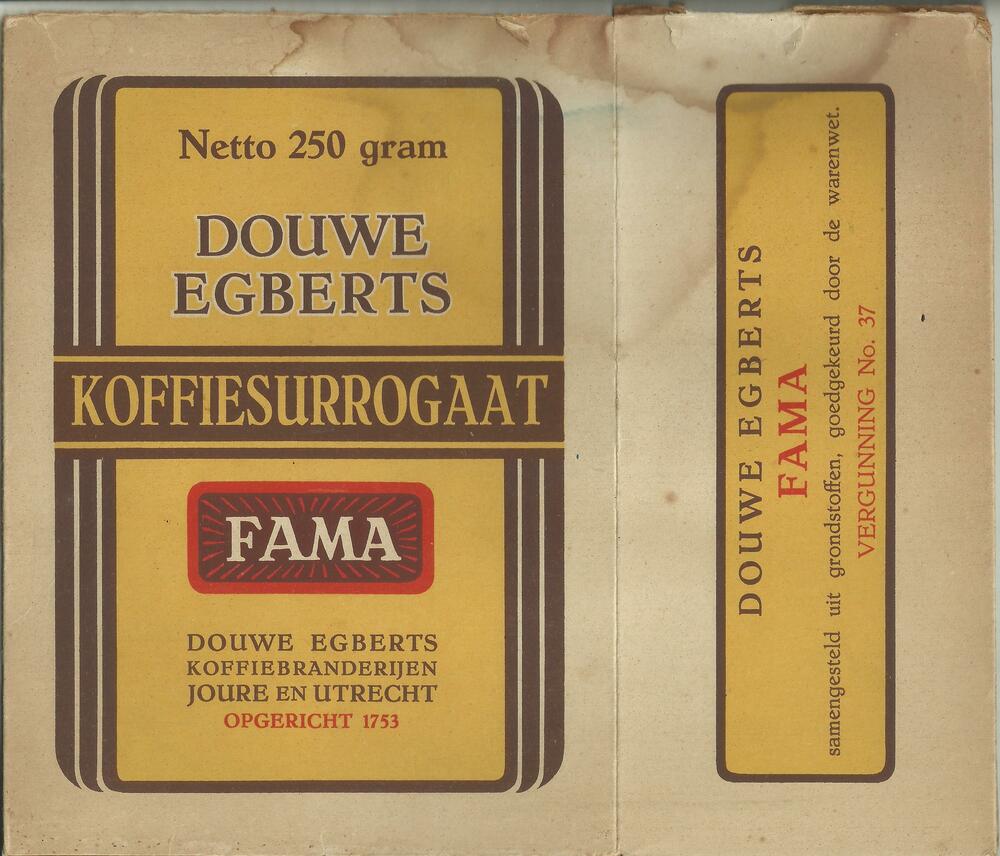 Netto 250 gram
DOUWE
EGBERTS
KOFFIESURROGAAT
FAMA
DOUWE EGBERTS
KOFFIEBRANDERIJEN
JOURE EN UTRECHT
OPGERICHT 1753
DOUWE EGBERTS
FAMA
samengesteld uit grondstoffen, goedgekeurd door de warenwet.
VERGUNNING No. 37